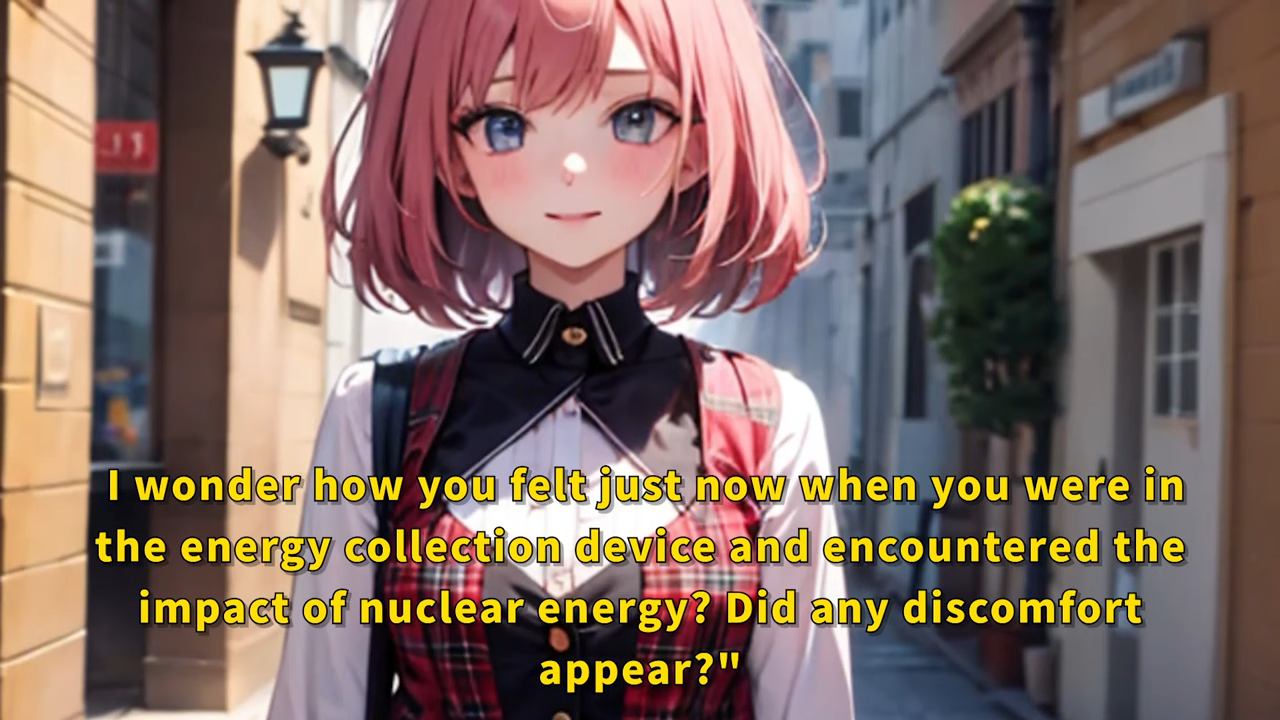 I wonder how you felt just now when you were in
the energy collection device and encountered the
impact of nuclear energy? Did any discomfort
appear?"